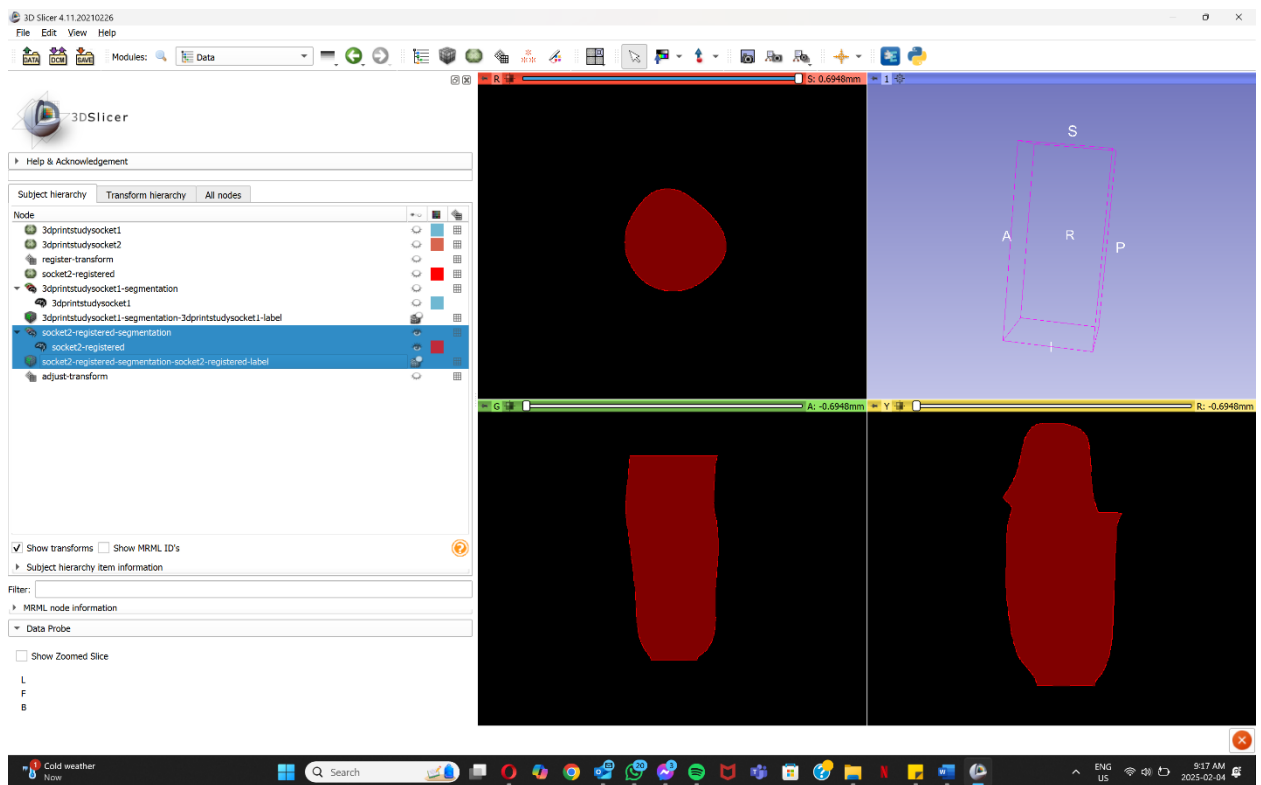 3D Slicer 4.11.20210226
File Edit View Help
DATA DCM SAVE Modules: Data
R S: 0.6948mm 1
3DSlicer
Help & Acknowledgement
Subject hierarchy Transform hierarchy All nodes
Node
3dprintstudysocket1
3dprintstudysocket2
register-transform
socket2-registered
3dprintstudysocket1-segmentation
3dprintstudysocket1
3dprintstudysocket1-segmentation-3dprintstudysocket1-label
socket2-registered-segmentation
socket2-registered
socket2-registered-segmentation-socket2-registered-label
adjust-transform
S
A R P
I
G A: -0.6948mm Y R: -0.6948mm
Show transforms Show MRML ID's
Subject hierarchy item information
Filter:
MRML node information
Data Probe
Show Zoomed Slice
L
F
B
1 Cold weather
Now
Search
20
3
ENG
US
9:17 AM
2025-02-04